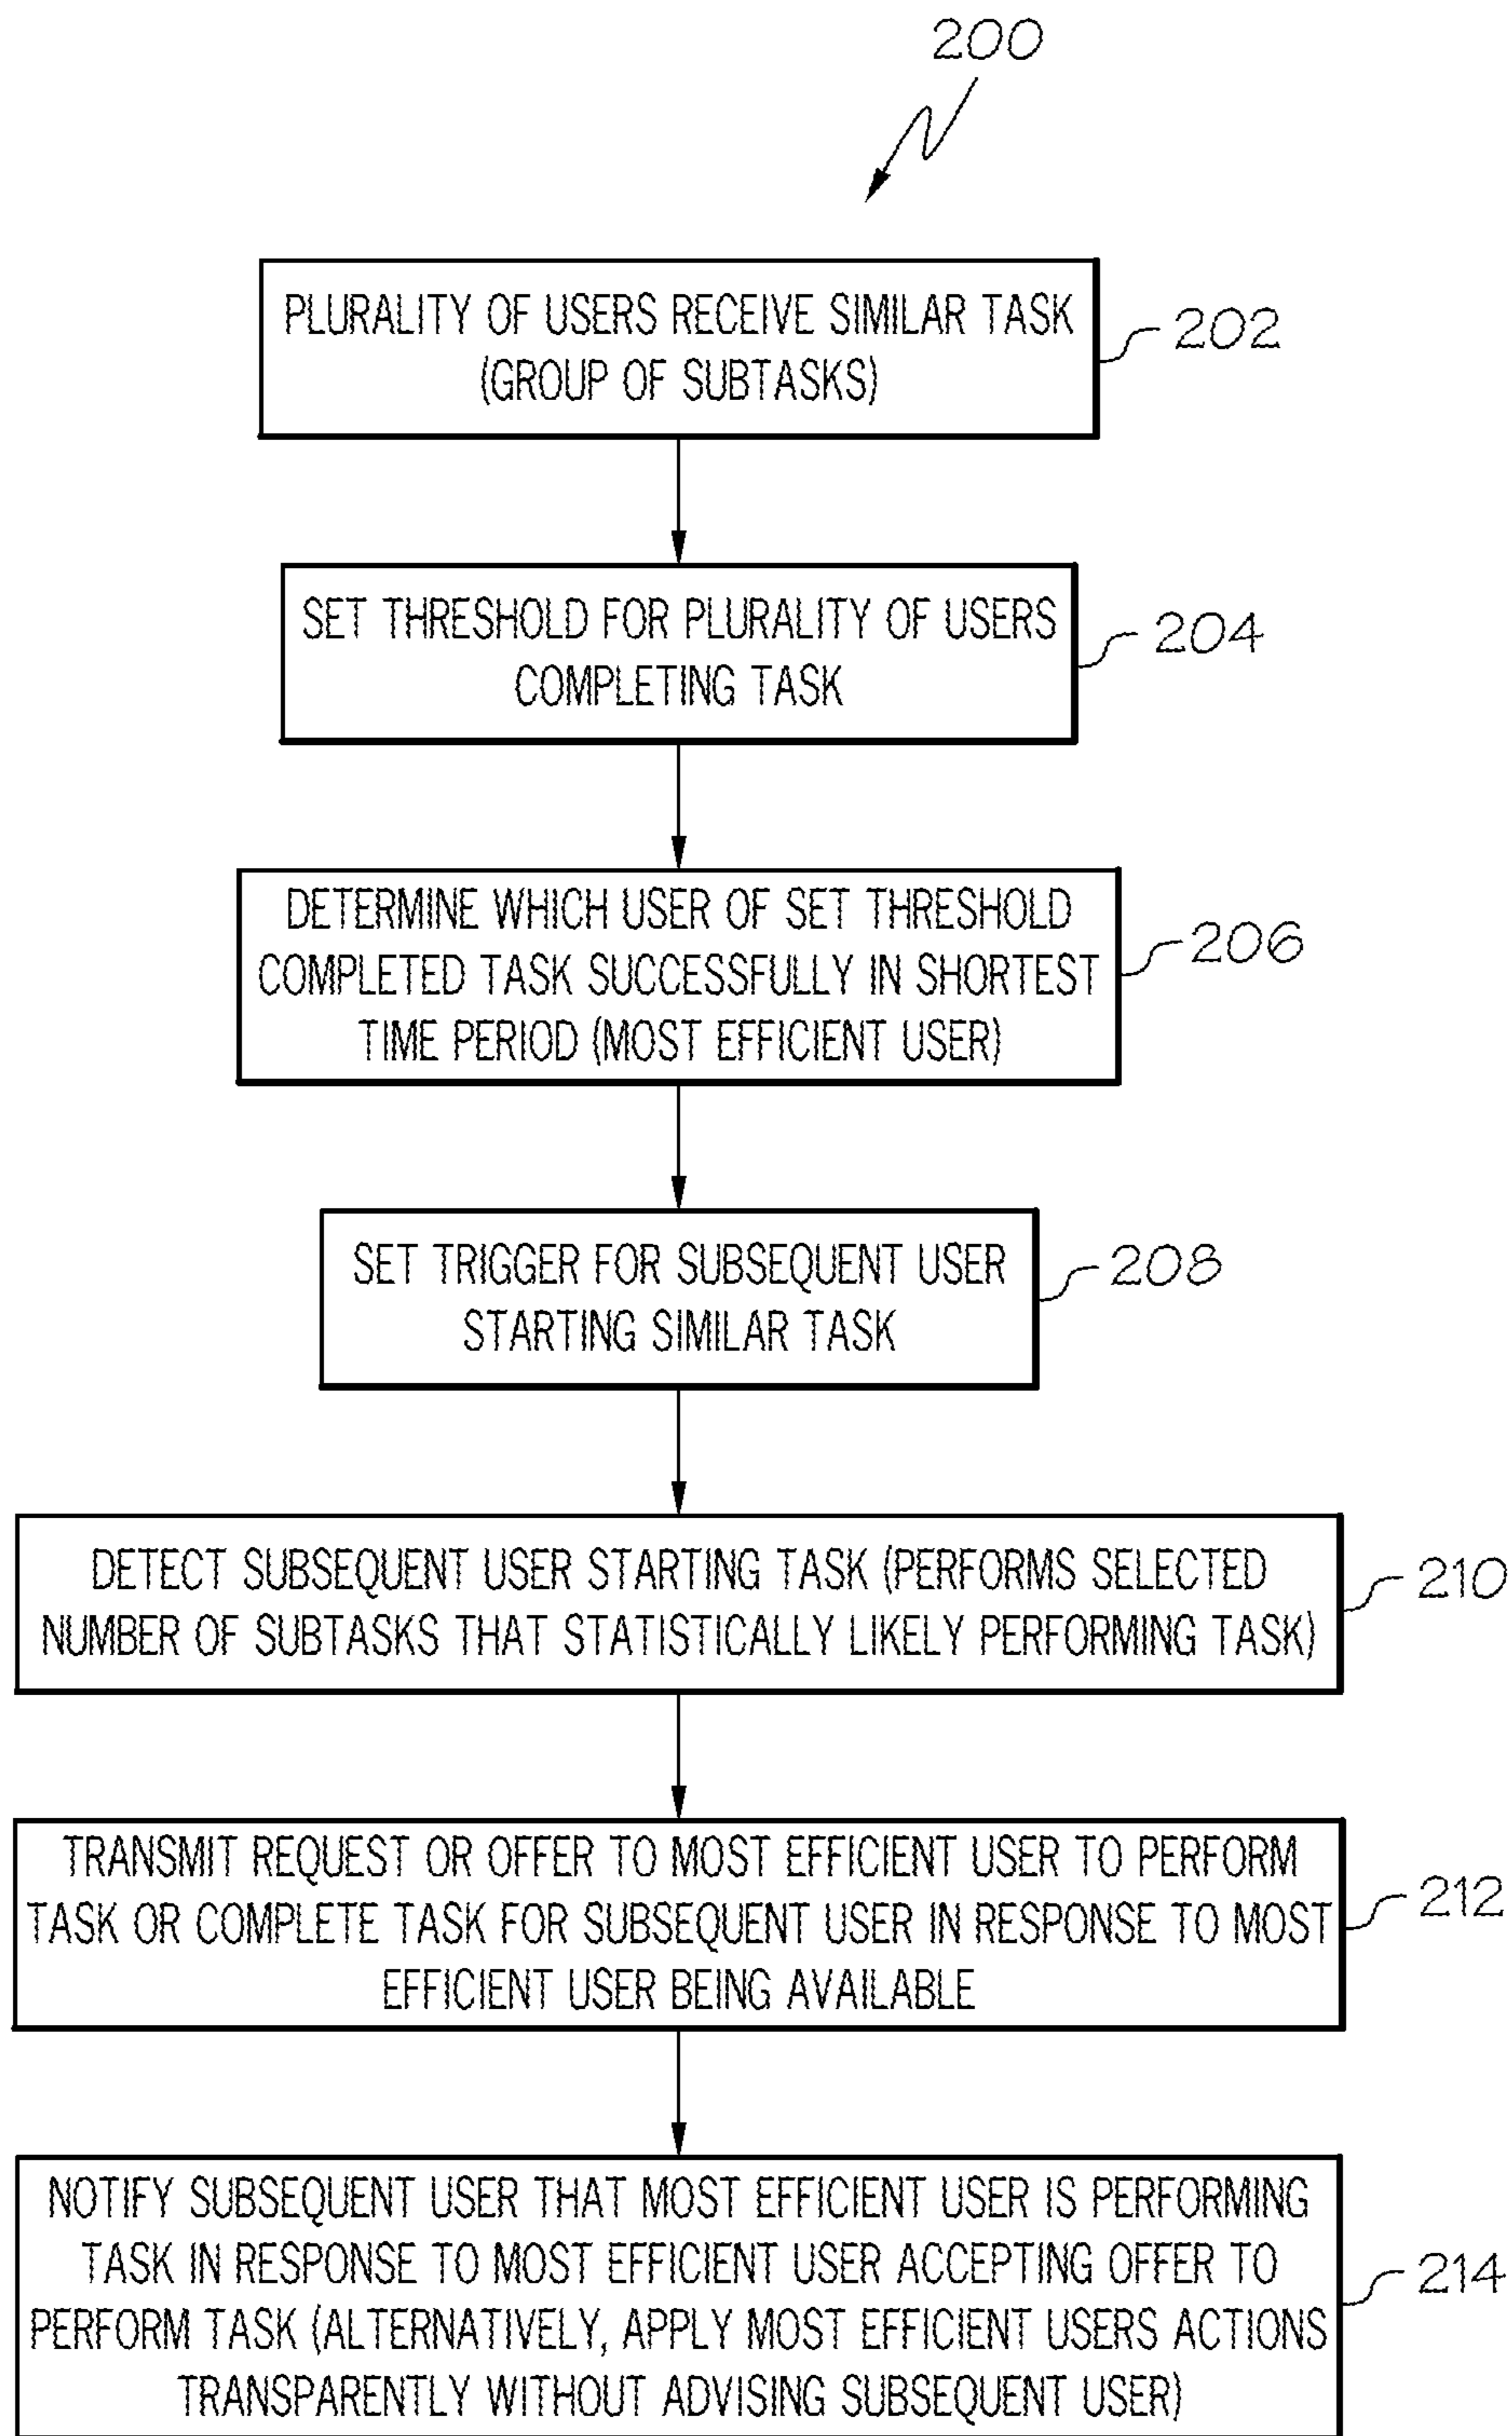 200
PLURALITY OF USERS RECEIVE SIMILAR TASK
(GROUP OF SUBTASKS)
202
SET THRESHOLD FOR PLURALITY OF USERS
COMPLETING TASK
204
DETERMINE WHICH USER OF SET THRESHOLD
COMPLETED TASK SUCCESSFULLY IN SHORTEST
TIME PERIOD (MOST EFFICIENT USER)
206
SET TRIGGER FOR SUBSEQUENT USER
STARTING SIMILAR TASK
208
DETECT SUBSEQUENT USER STARTING TASK (PERFORMS SELECTED
NUMBER OF SUBTASKS THAT STATISTICALLY LIKELY PERFORMING TASK)
210
TRANSMIT REQUEST OR OFFER TO MOST EFFICIENT USER TO PERFORM
TASK OR COMPLETE TASK FOR SUBSEQUENT USER IN RESPONSE TO MOST
EFFICIENT USER BEING AVAILABLE
212
NOTIFY SUBSEQUENT USER THAT MOST EFFICIENT USER IS PERFORMING
TASK IN RESPONSE TO MOST EFFICIENT USER ACCEPTING OFFER TO
PERFORM TASK (ALTERNATIVELY, APPLY MOST EFFICIENT USERS ACTIONS
TRANSPARENTLY WITHOUT ADVISING SUBSEQUENT USER)
214